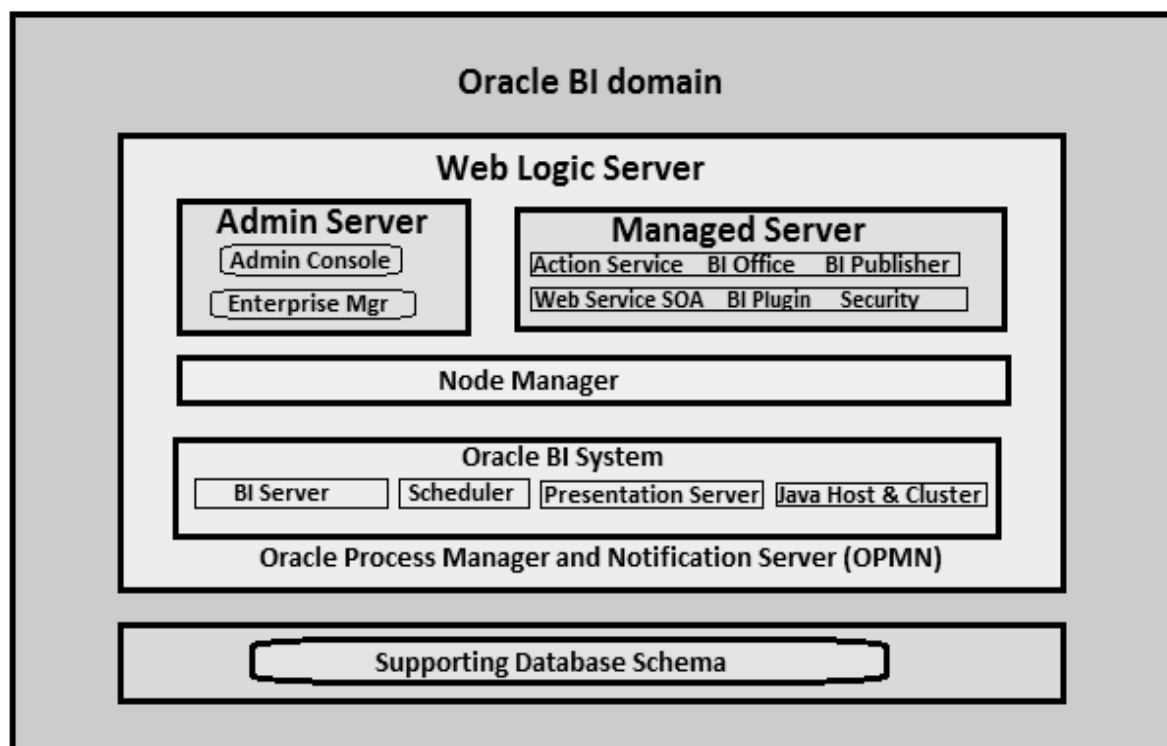 Oracle BI domain
Web Logic Server
Admin Server
Admin Console
Enterprise Mgr
Managed Server
Action Service BI Office BI Publisher
Web Service SOA BI Plugin Security
Node Manager
Oracle BI System
BI Server Scheduler Presentation Server Java Host & Cluster
Oracle Process Manager and Notification Server (OPMN)
Supporting Database Schema